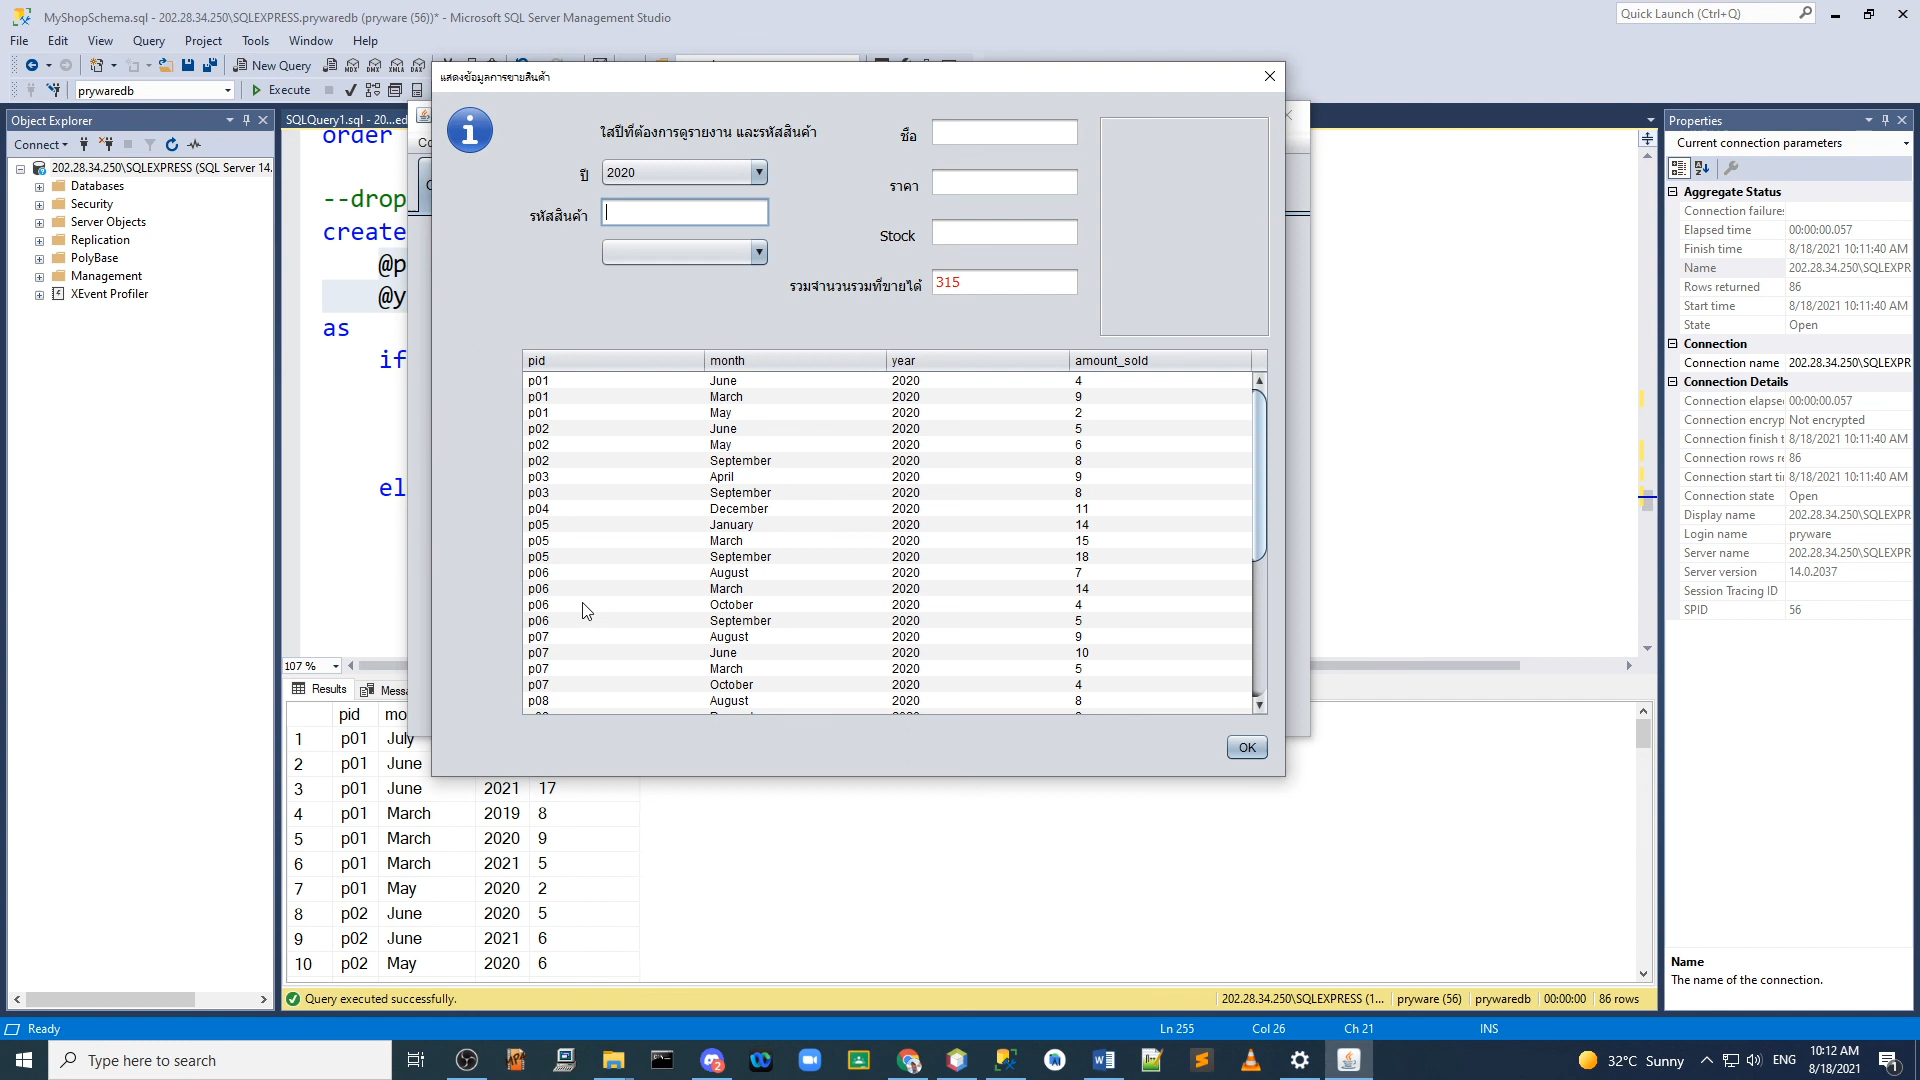 MyShopSchema.sql - 202.28.34.250\SQLEXPRESS.prywaredb (pryware (56))* - Microsoft SQL Server Management Studio
Quick Launch (Ctrl+Q)
File Edit View Query Project Tools Window Help
New Query
prywaredb
Execute
Object Explorer
Connect
202.28.34.250\SQLEXPRESS (SQL Server 14.
Databases
Security
Server Objects
Replication
PolyBase
Management
XEvent Profiler
SQLQuery1.sql - 20...ed
order
--drop
create
@p
@y
as
if
el
107 %
แสดงข้อมูลการขายสินค้า
ใส่ปีที่ต้องการดูรายงาน และรหัสสินค้า
ปี 2020
รหัสสินค้า
ชื่อ
ราคา
Stock
รวมจำนวนรวมที่ขายได้ 315
pid month year amount_sold
p01 June 2020 4
p01 March 2020 9
p01 May 2020 2
p02 June 2020 5
p02 May 2020 6
p02 September 2020 8
p03 April 2020 9
p03 September 2020 8
p04 December 2020 11
p05 January 2020 14
p05 March 2020 15
p05 September 2020 18
p06 August 2020 7
p06 March 2020 14
p06 October 2020 4
p06 September 2020 5
p07 August 2020 9
p07 June 2020 10
p07 March 2020 5
p07 October 2020 4
p08 August 2020 8
OK
Results Messa
pid mo
1 p01 July
2 p01 June
3 p01 June 2021 17
4 p01 March 2019 8
5 p01 March 2020 9
6 p01 March 2021 5
7 p01 May 2020 2
8 p02 June 2020 5
9 p02 June 2021 6
10 p02 May 2020 6
Query executed successfully.
202.28.34.250\SQLEXPRESS (1... pryware (56) prywaredb 00:00:00 86 rows
Properties
Current connection parameters
Aggregate Status
Connection failure:
Elapsed time 00:00:00.057
Finish time 8/18/2021 10:11:40 AM
Name 202.28.34.250\SQLEXPR
Rows returned 86
Start time 8/18/2021 10:11:40 AM
State Open
Connection
Connection name 202.28.34.250\SQLEXPR
Connection Details
Connection elapse: 00:00:00.057
Connection encryp Not encrypted
Connection finish t 8/18/2021 10:11:40 AM
Connection rows re 86
Connection start ti 8/18/2021 10:11:40 AM
Connection state Open
Display name 202.28.34.250\SQLEXPR
Login name pryware
Server name 202.28.34.250\SQLEXPR
Server version 14.0.2037
Session Tracing ID
SPID 56
Name
The name of the connection.
Ready
Ln 255 Col 26 Ch 21 INS
Type here to search
32°C Sunny
ENG
10:12 AM
8/18/2021